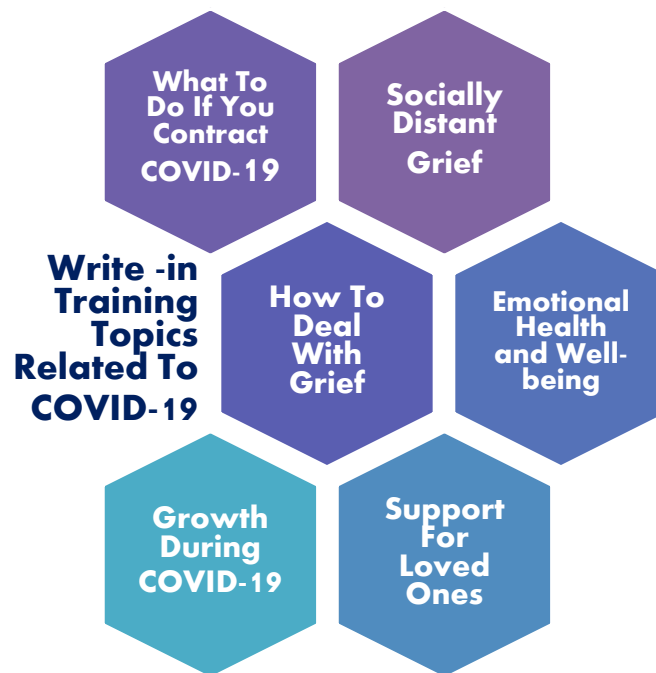 What To
Do If You
Contract
COVID-19
Socially
Distant
Grief
Write -in
Training
Topics
Related To
COVID-19
How To
Deal
With
Grief
Emotional
Health
and Well-
being
Growth
During
COVID-19
Support
For
Loved
Ones